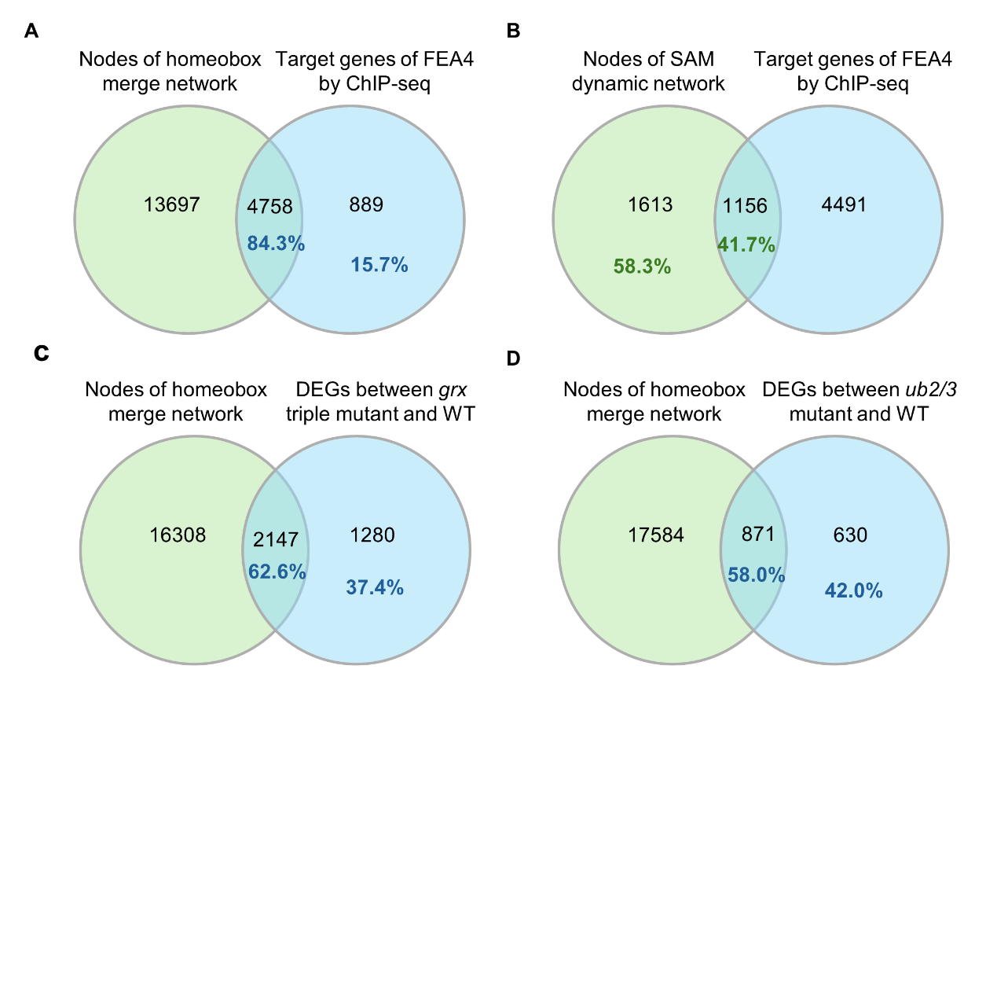 A
Nodes of homeobox
merge network
Target genes of FEA4
by ChIP-seq
13697
4758
889
84.3%
15.7%
B
Nodes of SAM
dynamic network
Target genes of FEA4
by ChIP-seq
1613
1156
4491
41.7%
58.3%
C
Nodes of homeobox
merge network
DEGs between grx
triple mutant and WT
16308
2147
1280
62.6%
37.4%
D
Nodes of homeobox
merge network
DEGs between ub2/3
mutant and WT
17584
871
630
58.0%
42.0%